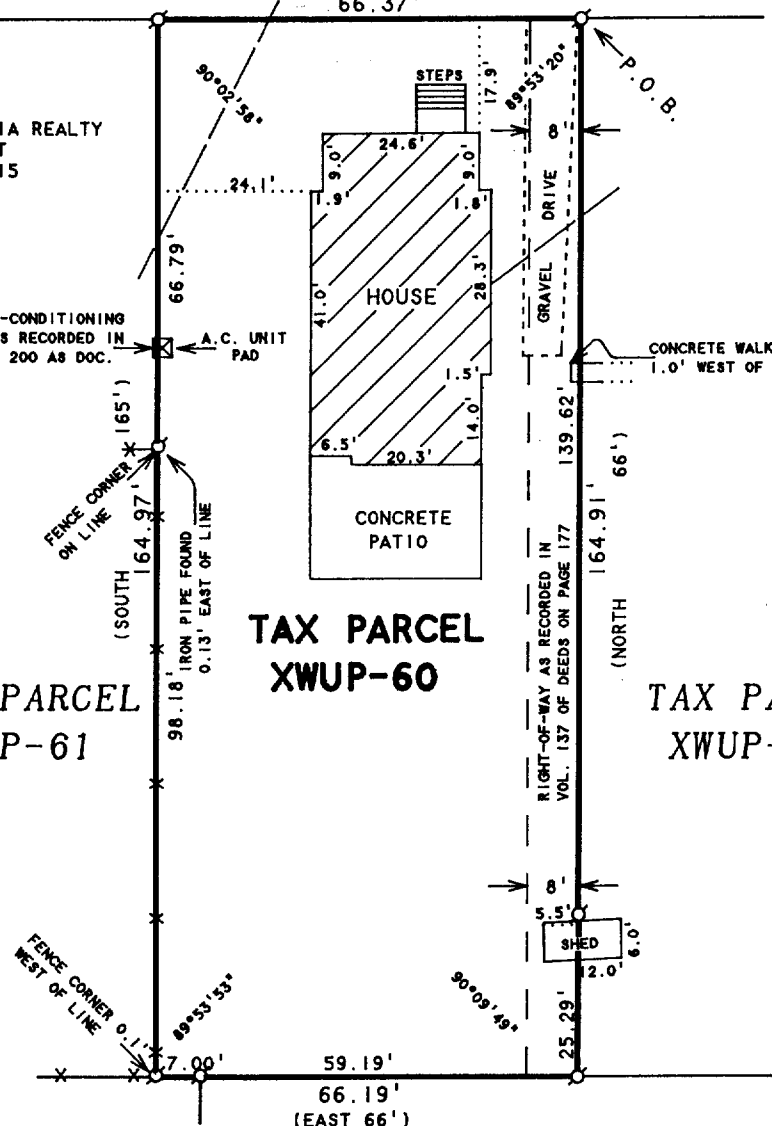 66.37'
90°02'58"
STEPS
17.9'
89°53'20"
P.O.B.
8'
IA REALTY
T
15
24.6'
9.0'
9.0'
24.1'
1.9'
1.8'
GRAVEL DRIVE
66.79'
41.0'
HOUSE
28.3'
-CONDITIONING
S RECORDED IN
200 AS DOC.
A.C. UNIT
PAD
CONCRETE WALK
1.0' WEST OF
1.5'
165')
14.0'
139.62'
66')
6.5'
20.3'
FENCE CORNER
ON LINE
164.97'
(SOUTH
IRON PIPE FOUND
0.13' EAST OF LINE
CONCRETE
PATIO
164.91'
(NORTH
RIGHT-OF-WAY AS RECORDED IN
VOL. 137 OF DEEDS ON PAGE 177
TAX PARCEL
XWUP-60
98.18'
PARCEL
P-61
TAX PA
XWUP-
8'
5.5'
SHED
6.0'
12.0'
FENCE CORNER 0.1'
WEST OF LINE
89°53'53"
90°09'49"
25.29'
7.00'
59.19'
66.19'
(EAST 66')